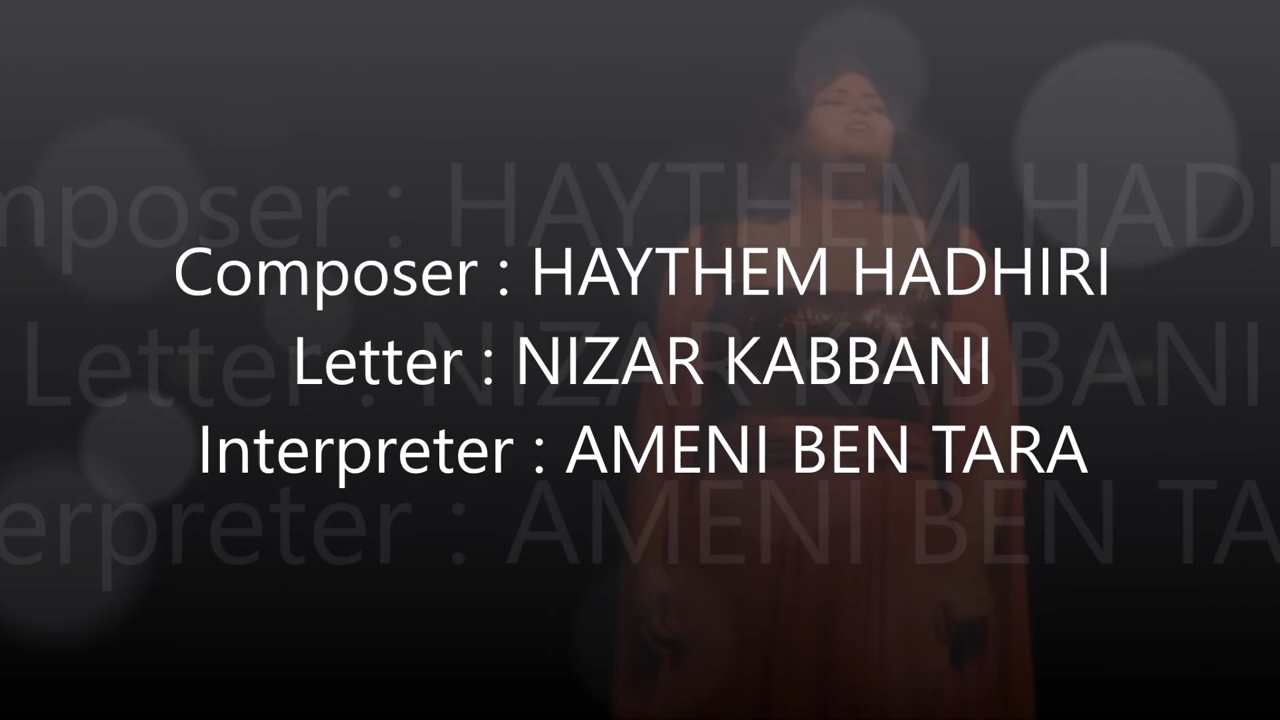 Composer : HAYTHEM HADHIRI
Letter : NIZAR KABBANI
Interpreter : AMENI BEN TARA